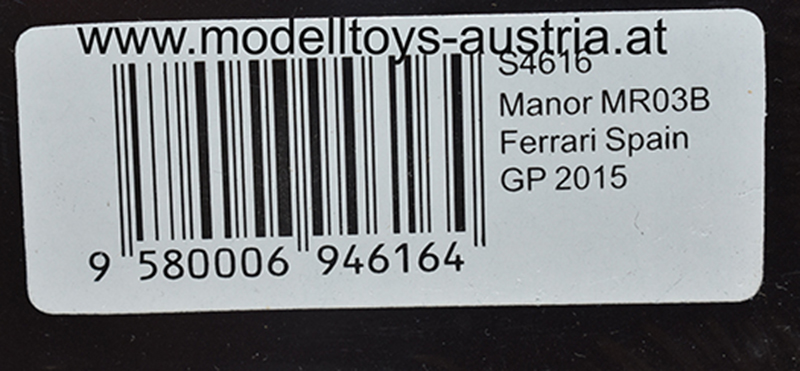 www.modelltoys-austria.at
S4616
Manor MR03B
Ferrari Spain
GP 2015
9 580006 946164